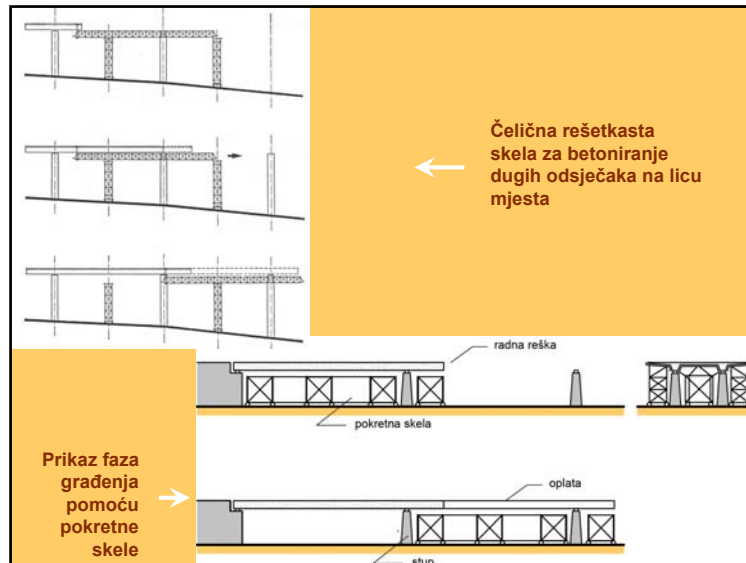 Čelična rešetkasta
skela za betoniranje
dugih odsječaka na licu
mjesta
radna reška
pokretna skela
Prikaz faza
građenja
pomoću
pokretne
skele
oplata
stup